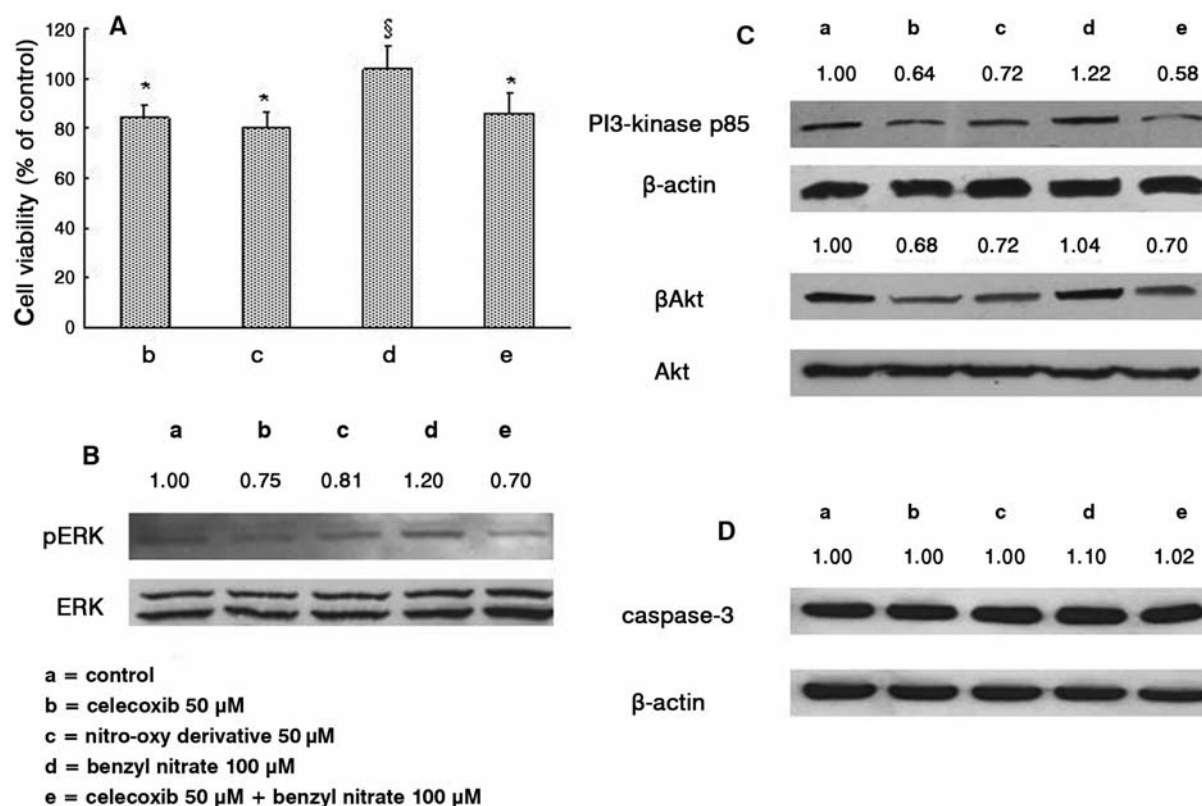 A
Cell viability (% of control)
120
100
80
60
40
20
0
* * § *
b c d e
B
a b c d e
1.00 0.75 0.81 1.20 0.70
pERK
ERK
a = control
b = celecoxib 50 µM
c = nitro-oxy derivative 50 µM
d = benzyl nitrate 100 µM
e = celecoxib 50 µM + benzyl nitrate 100 µM
C
a b c d e
1.00 0.64 0.72 1.22 0.58
PI3-kinase p85
β-actin
1.00 0.68 0.72 1.04 0.70
βAkt
Akt
D
a b c d e
1.00 1.00 1.00 1.10 1.02
caspase-3
β-actin